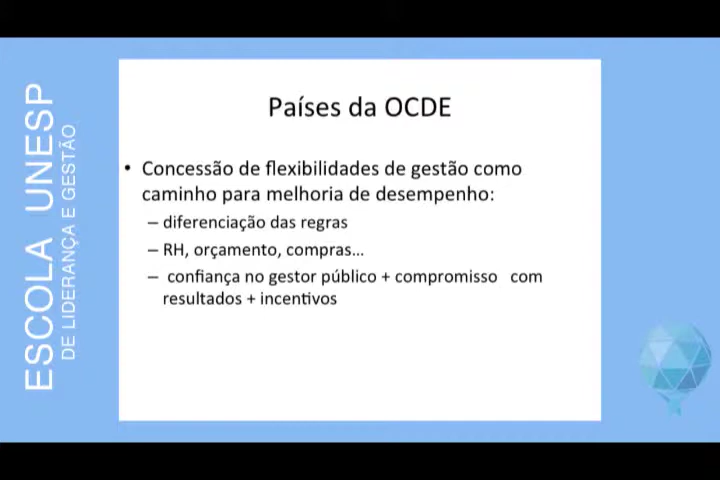 ESCOLA UNESP
DE LIDERANÇA E GESTÃO
Países da OCDE
• Concessão de flexibilidades de gestão como
caminho para melhoria de desempenho:
– diferenciação das regras
– RH, orçamento, compras...
– confiança no gestor público + compromisso com
resultados + incentivos